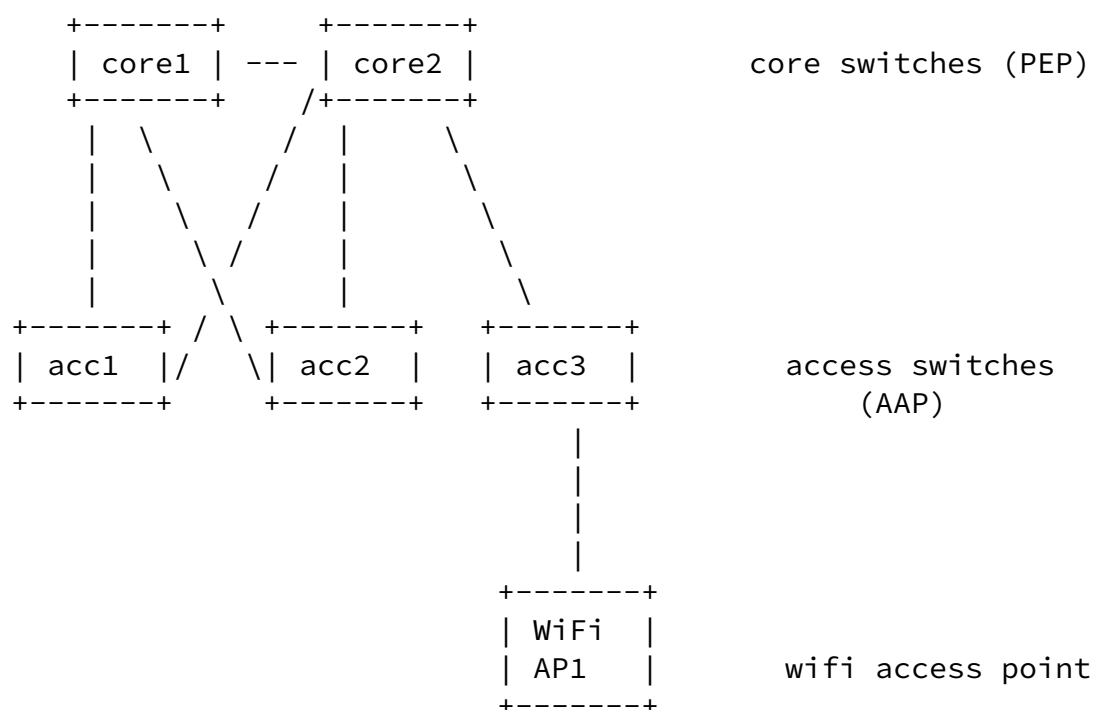 core1 --- core2 core switches (PEP)
acc1 acc2 acc3 access switches
(AAP)
WiFi
AP1 wifi access point